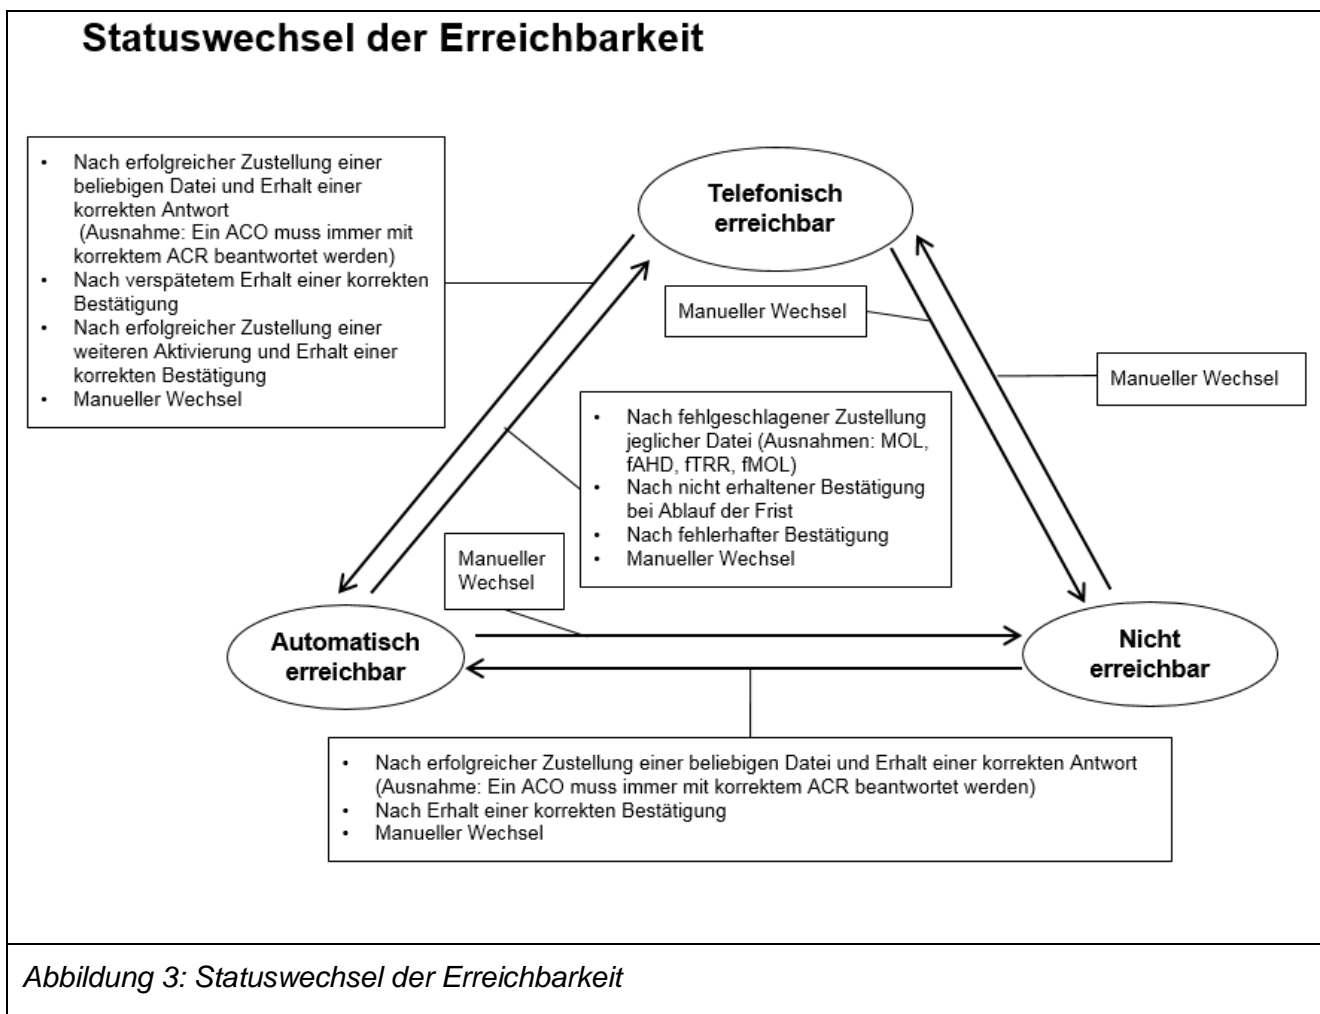 Statuswechsel der Erreichbarkeit
• Nach erfolgreicher Zustellung einer
beliebigen Datei und Erhalt einer
korrekten Antwort
(Ausnahme: Ein ACO muss immer mit
korrektem ACR beantwortet werden)
• Nach verspätetem Erhalt einer korrekten
Bestätigung
• Nach erfolgreicher Zustellung einer
weiteren Aktivierung und Erhalt einer
korrekten Bestätigung
• Manueller Wechsel
Telefonisch
erreichbar
Manueller Wechsel
Manueller Wechsel
• Nach fehlgeschlagener Zustellung
jeglicher Datei (Ausnahmen: MOL,
fAHD, fTRR, fMOL)
• Nach nicht erhaltener Bestätigung
bei Ablauf der Frist
• Nach fehlerhafter Bestätigung
• Manueller Wechsel
Manueller
Wechsel
Automatisch
erreichbar
Nicht
erreichbar
• Nach erfolgreicher Zustellung einer beliebigen Datei und Erhalt einer korrekten Antwort
(Ausnahme: Ein ACO muss immer mit korrektem ACR beantwortet werden)
• Nach Erhalt einer korrekten Bestätigung
• Manueller Wechsel
Abbildung 3: Statuswechsel der Erreichbarkeit